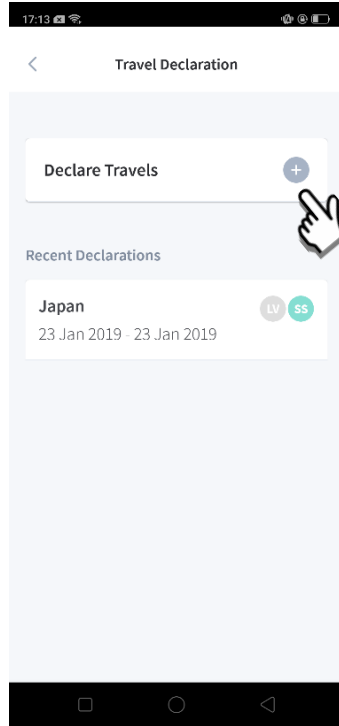 17:13
Travel Declaration
Declare Travels
Recent Declarations
Japan
LV SS
23 Jan 2019 - 23 Jan 2019